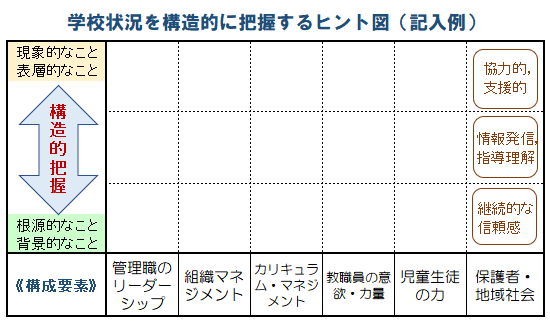 学校状況を構造的に把握するヒント図（記入例）
現象的なこと
表層的なこと
構造的把握
根源的なこと
背景的なこと
協力的，
支援的
情報発信，
指導理解
継続的な
信頼感
《構成要素》
管理職の
リーダー
シップ
組織マネ
ジメント
カリキュラ
ム・マネジ
メント
教職員の意
欲・力量
児童生徒
の力
保護者・
地域社会